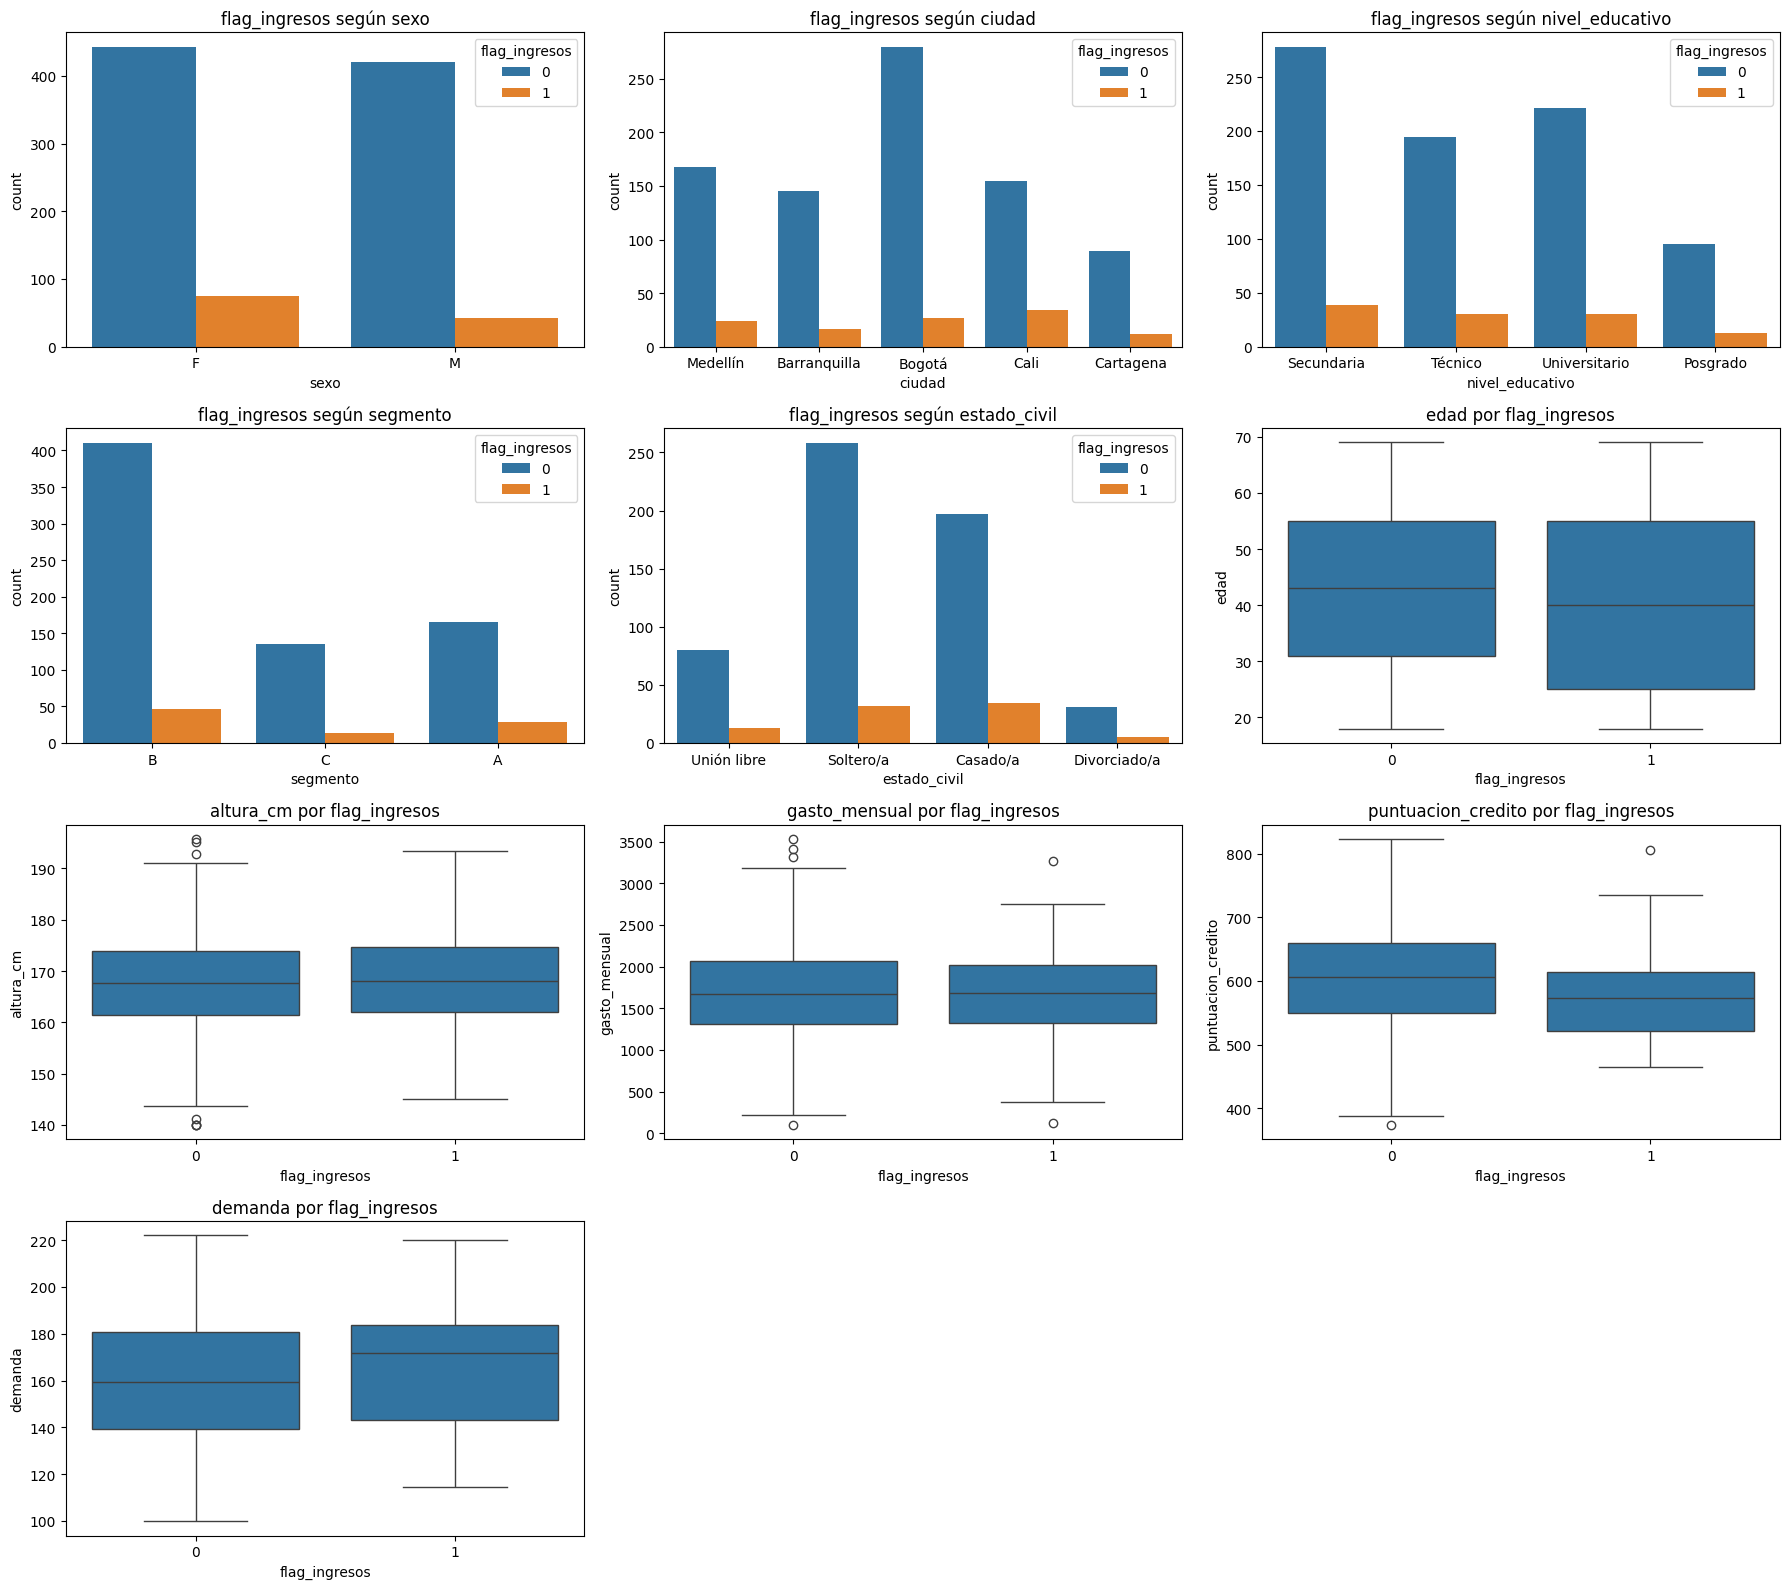 flag_ingresos según sexo
flag_ingresos
0
1
400
300
200
100
0
count
F
M
sexo
flag_ingresos según ciudad
flag_ingresos
0
1
250
200
150
100
50
0
count
Medellín
Barranquilla
Bogotá
Cali
Cartagena
ciudad
flag_ingresos según nivel_educativo
flag_ingresos
0
1
250
200
150
100
50
0
count
Secundaria
Técnico
Universitario
Posgrado
nivel_educativo
flag_ingresos según segmento
flag_ingresos
0
1
400
350
300
250
200
150
100
50
0
count
B
C
A
segmento
flag_ingresos según estado_civil
flag_ingresos
0
1
250
200
150
100
50
0
count
Unión libre
Soltero/a
Casado/a
Divorciado/a
estado_civil
edad por flag_ingresos
70
60
50
40
30
20
edad
0
1
flag_ingresos
altura_cm por flag_ingresos
190
180
170
160
150
140
altura_cm
0
1
flag_ingresos
gasto_mensual por flag_ingresos
3500
3000
2500
2000
1500
1000
500
0
gasto_mensual
0
1
flag_ingresos
puntuacion_credito por flag_ingresos
800
700
600
500
400
puntuacion_credito
0
1
flag_ingresos
demanda por flag_ingresos
220
200
180
160
140
120
100
demanda
0
1
flag_ingresos